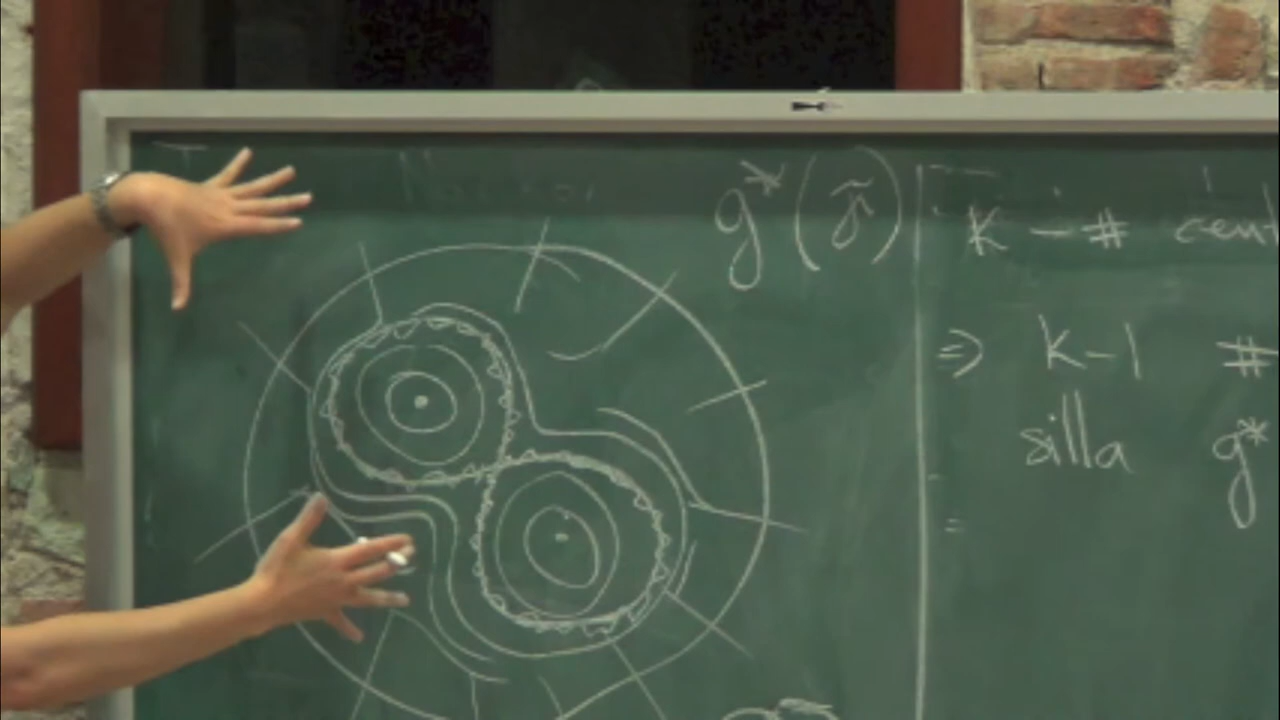 g*(γ̃)
K - # cent
⇒ k-1 #
silla g*
=